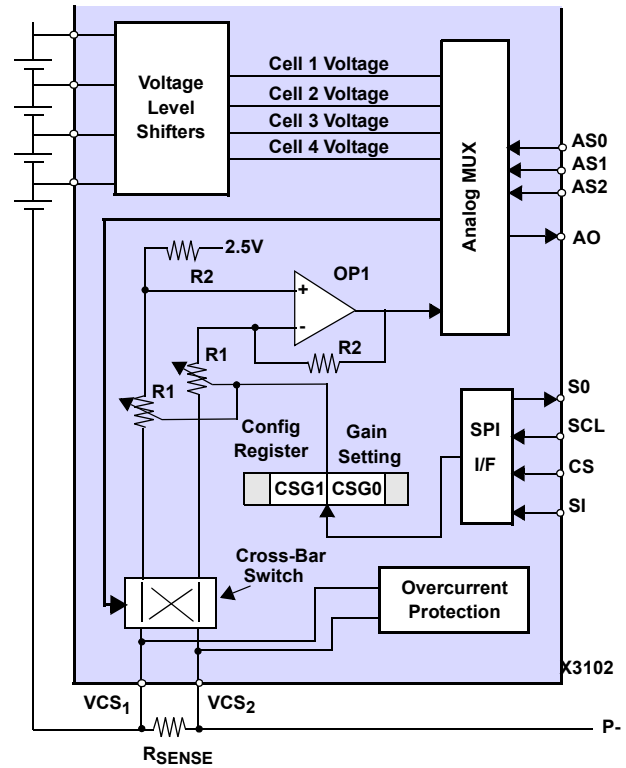 Voltage
Level
Shifters
Cell 1 Voltage
Cell 2 Voltage
Cell 3 Voltage
Cell 4 Voltage
Analog MUX
AS0
AS1
AS2
AO
2.5V
R2
OP1
+
-
R2
R1
R1
Config
Register
Gain
Setting
CSG1
CSG0
SPI
I/F
S0
SCL
CS
SI
Cross-Bar
Switch
Overcurrent
Protection
X3102
VCS1
VCS2
P-
RSENSE